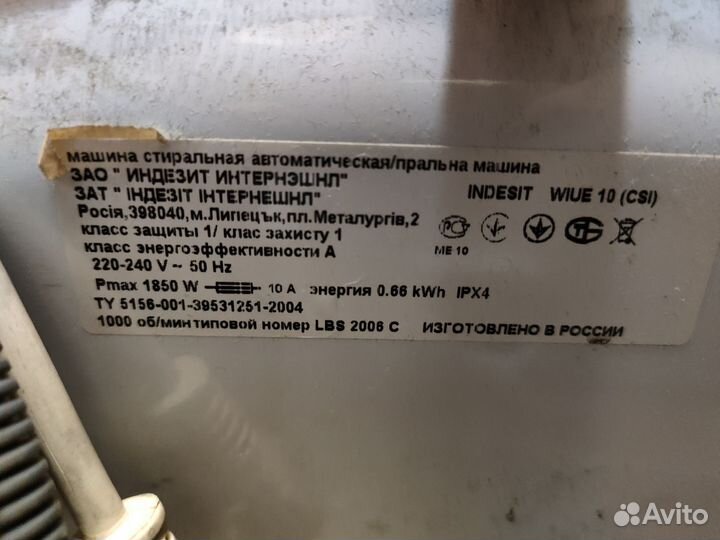 машина стиральная автоматическая/пральна машина
ЗАО " ИНДЕЗИТ ИНТЕРНЭШНЛ"
ЗАТ " ІНДЕЗІТ ІНТЕРНЕШНЛ"
INDESIT WIUE 10 (CSI)
Росія,398040,м.Липецьк,пл.Металургів,2
класс защиты 1/ клас захисту 1
класс энергоэффективности А
ME 10
220-240 V ~ 50 Hz
Pmax 1850 W 10 A энергия 0.66 kWh IPX4
ТУ 5156-001-39531251-2004
1000 об/минтиповой номер LBS 2006 C ИЗГОТОВЛЕНО В РОССИИ
Avito